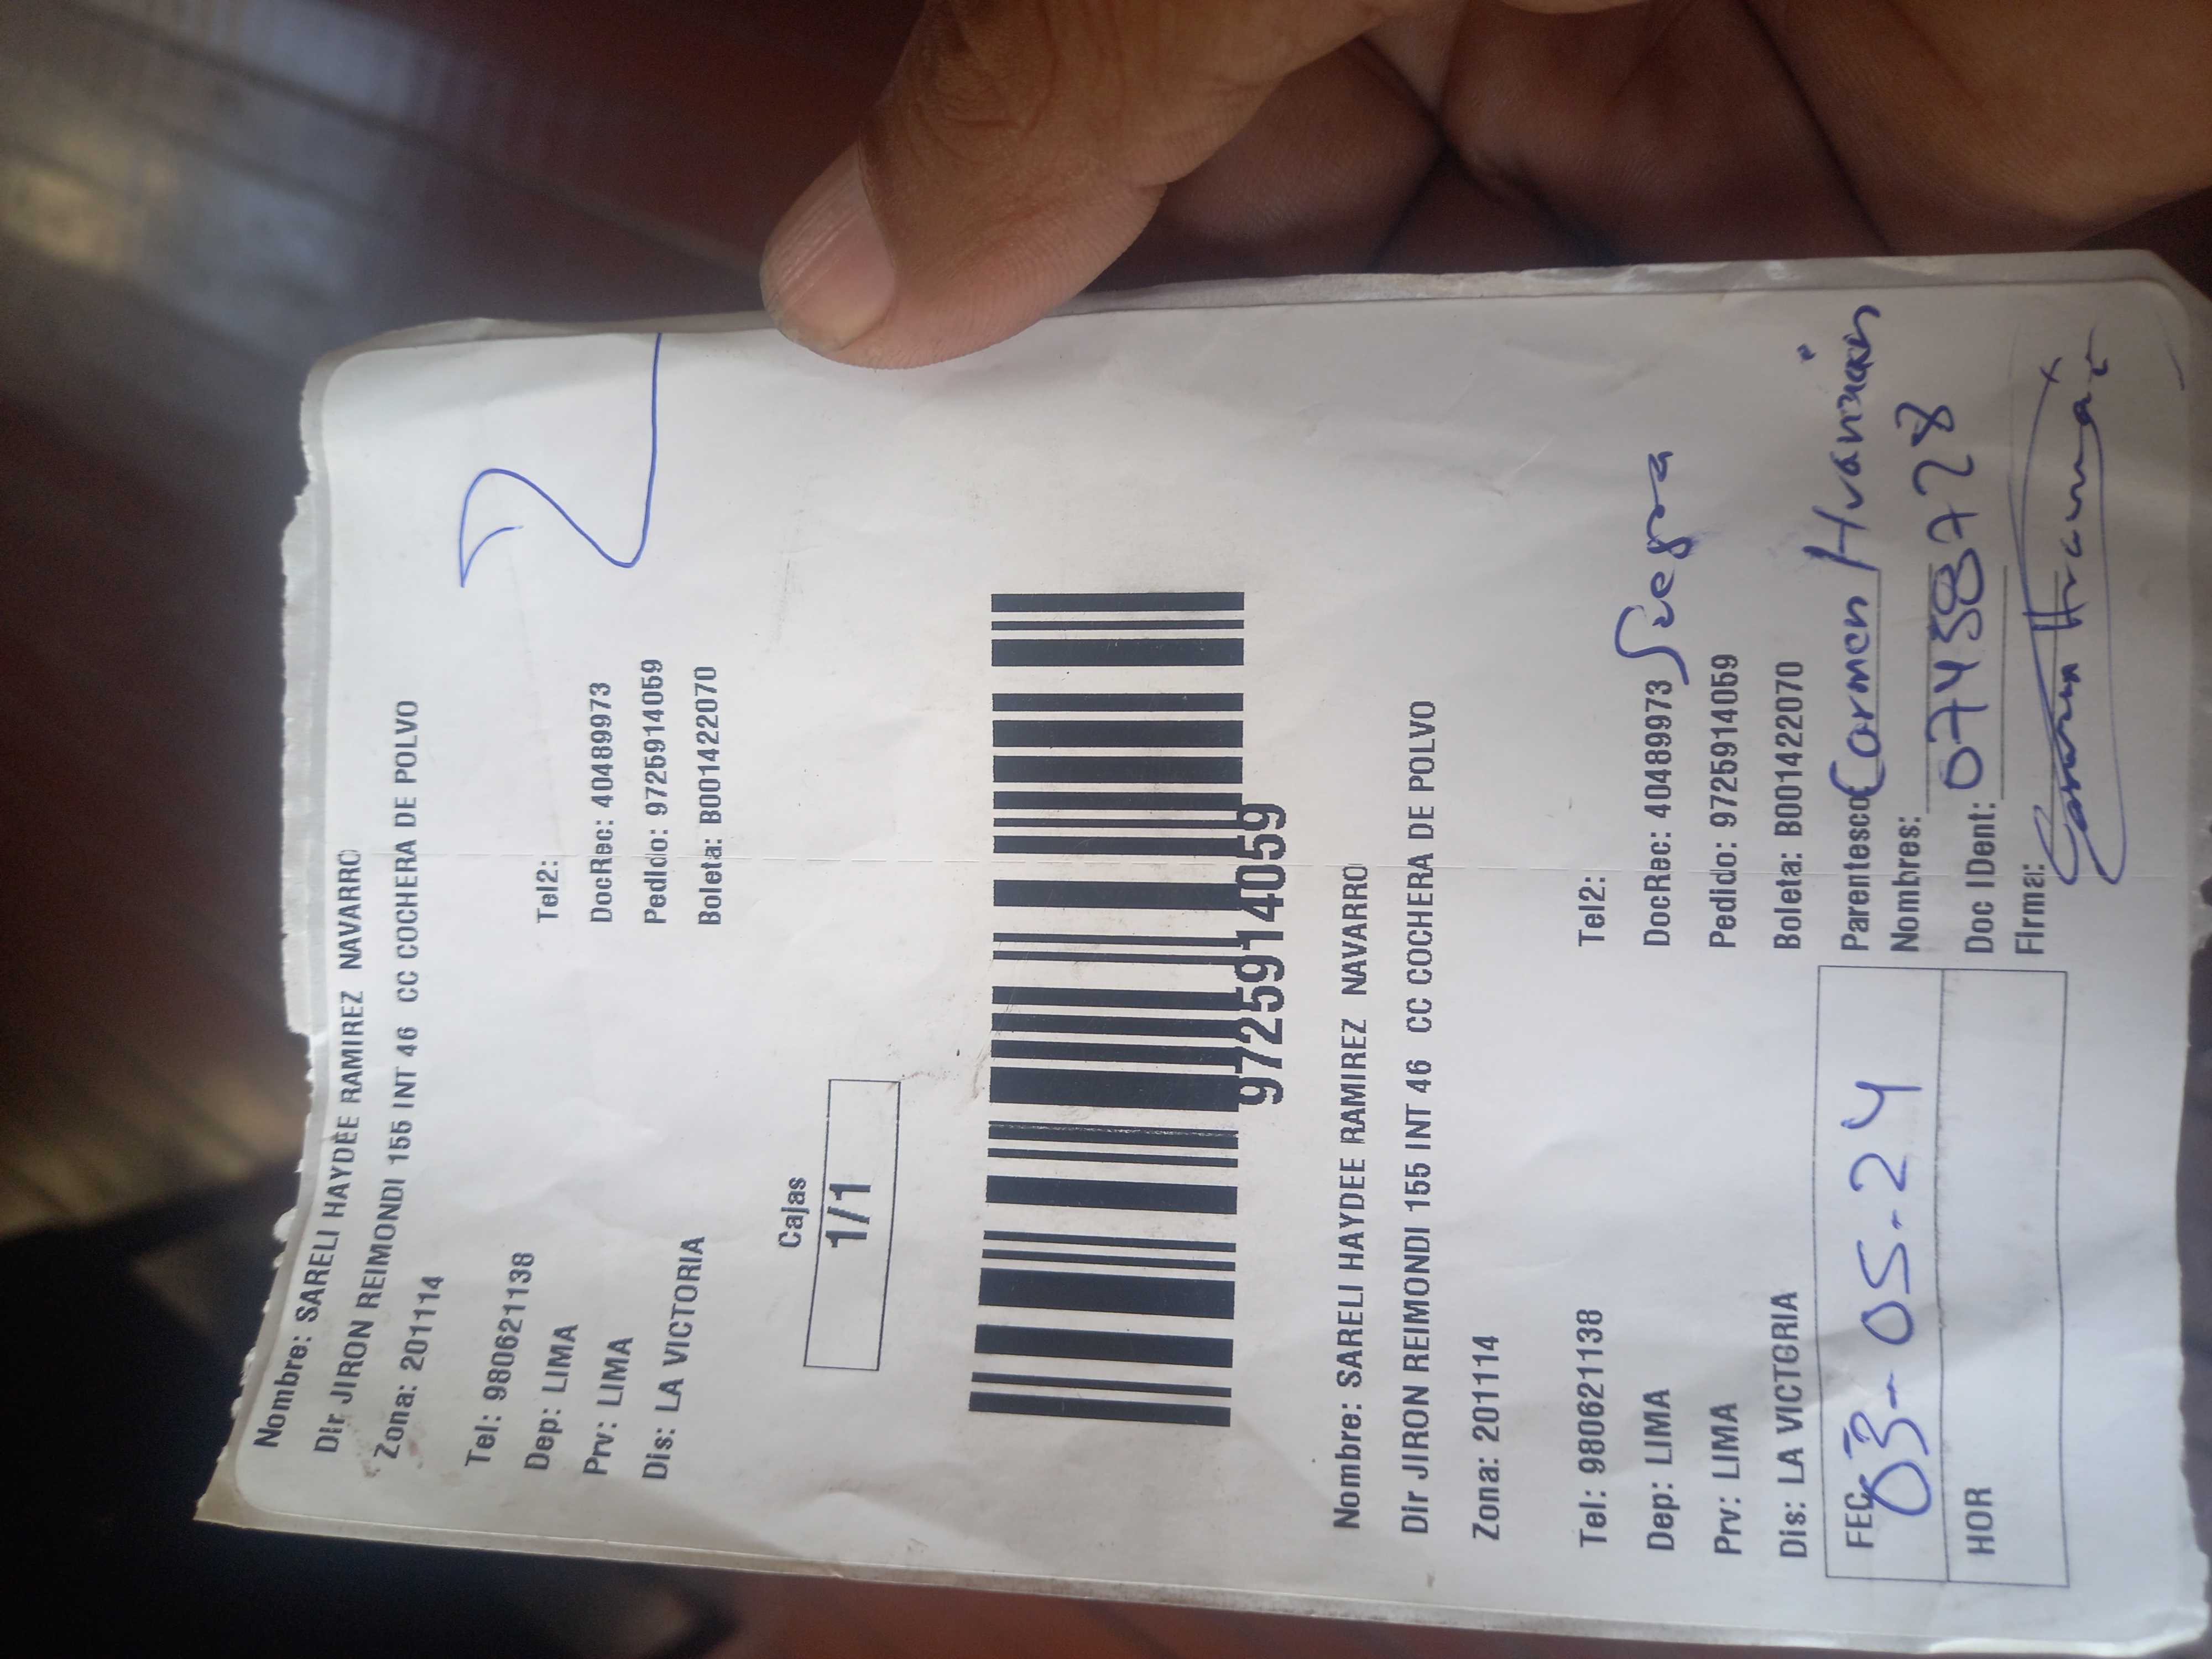 Nombre: SARELI HAYDEE RAMIREZ NAVARRO
Dir JIRON REIMONDI 155 INT 46 CC COCHERA DE POLVO
Zona: 201114
Tel: 980621138 Tel2:
Dep: LIMA DocRec: 40489973
Prv: LIMA Pedido: 9725914059
Dis: LA VICTORIA Boleta: B001422070
Cajas
1/1
9725914059
Nombre: SARELI HAYDEE RAMIREZ NAVARRO
Dir JIRON REIMONDI 155 INT 46 CC COCHERA DE POLVO
Zona: 201114
Tel: 980621138 Tel2:
Dep: LIMA DocRec: 40489973 Suegra
Prv: LIMA Pedido: 9725914059
Dis: LA VICTORIA Boleta: B001422070
FEC 03-05-24 Parentesco: Carmen
Nombres:
HOR Doc IDent: 07458728
Firma: